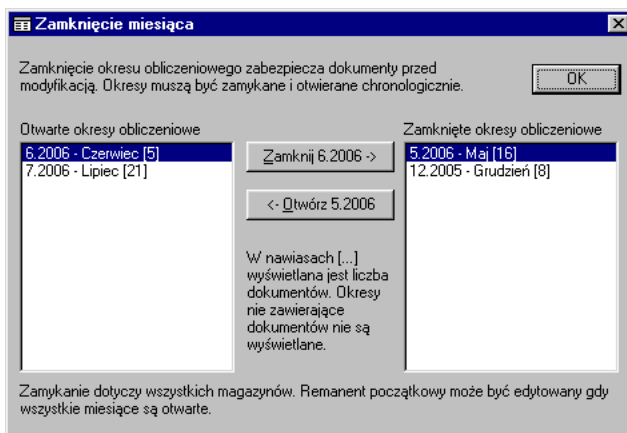 Zamknięcie miesiąca
Zamknięcie okresu obliczeniowego zabezpiecza dokumenty przed
modyfikacją. Okresy muszą być zamykane i otwierane chronologicznie.
OK
Otwarte okresy obliczeniowe
6.2006 - Czerwiec [5]
7.2006 - Lipiec [21]
Zamknij 6.2006 ->
<- Otwórz 5.2006
W nawiasach [...]
wyświetlana jest liczba
dokumentów. Okresy
nie zawierające
dokumentów nie są
wyświetlane.
Zamknięte okresy obliczeniowe
5.2006 - Maj [16]
12.2005 - Grudzień [8]
Zamykanie dotyczy wszystkich magazynów. Remanent początkowy może być edytowany gdy
wszystkie miesiące są otwarte.